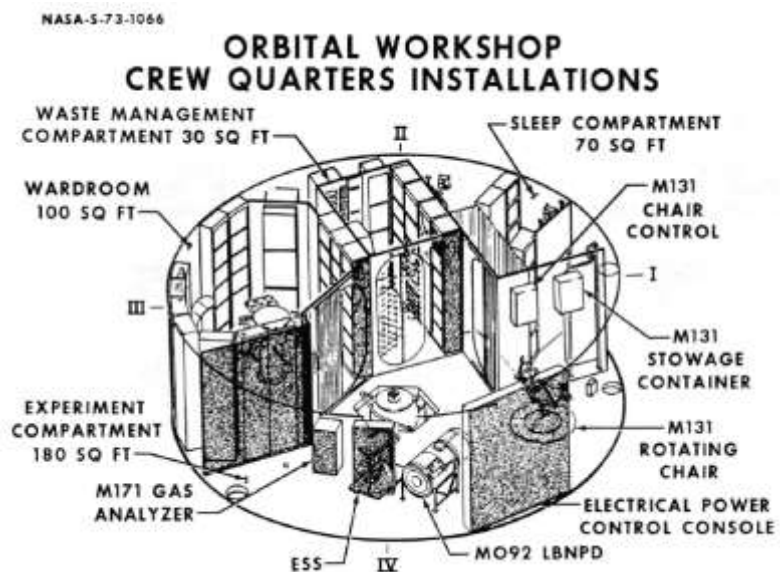 NASA-S-73-1066
ORBITAL WORKSHOP
CREW QUARTERS INSTALLATIONS
WASTE MANAGEMENT
COMPARTMENT 30 SQ FT
II
SLEEP COMPARTMENT
70 SQ FT
WARDROOM
100 SQ FT
M131
CHAIR
CONTROL
I
III
M131
STOWAGE
CONTAINER
EXPERIMENT
COMPARTMENT
180 SQ FT
M131
ROTATING
CHAIR
M171 GAS
ANALYZER
ELECTRICAL POWER
CONTROL CONSOLE
ESS
MO92 LBNPD
IV